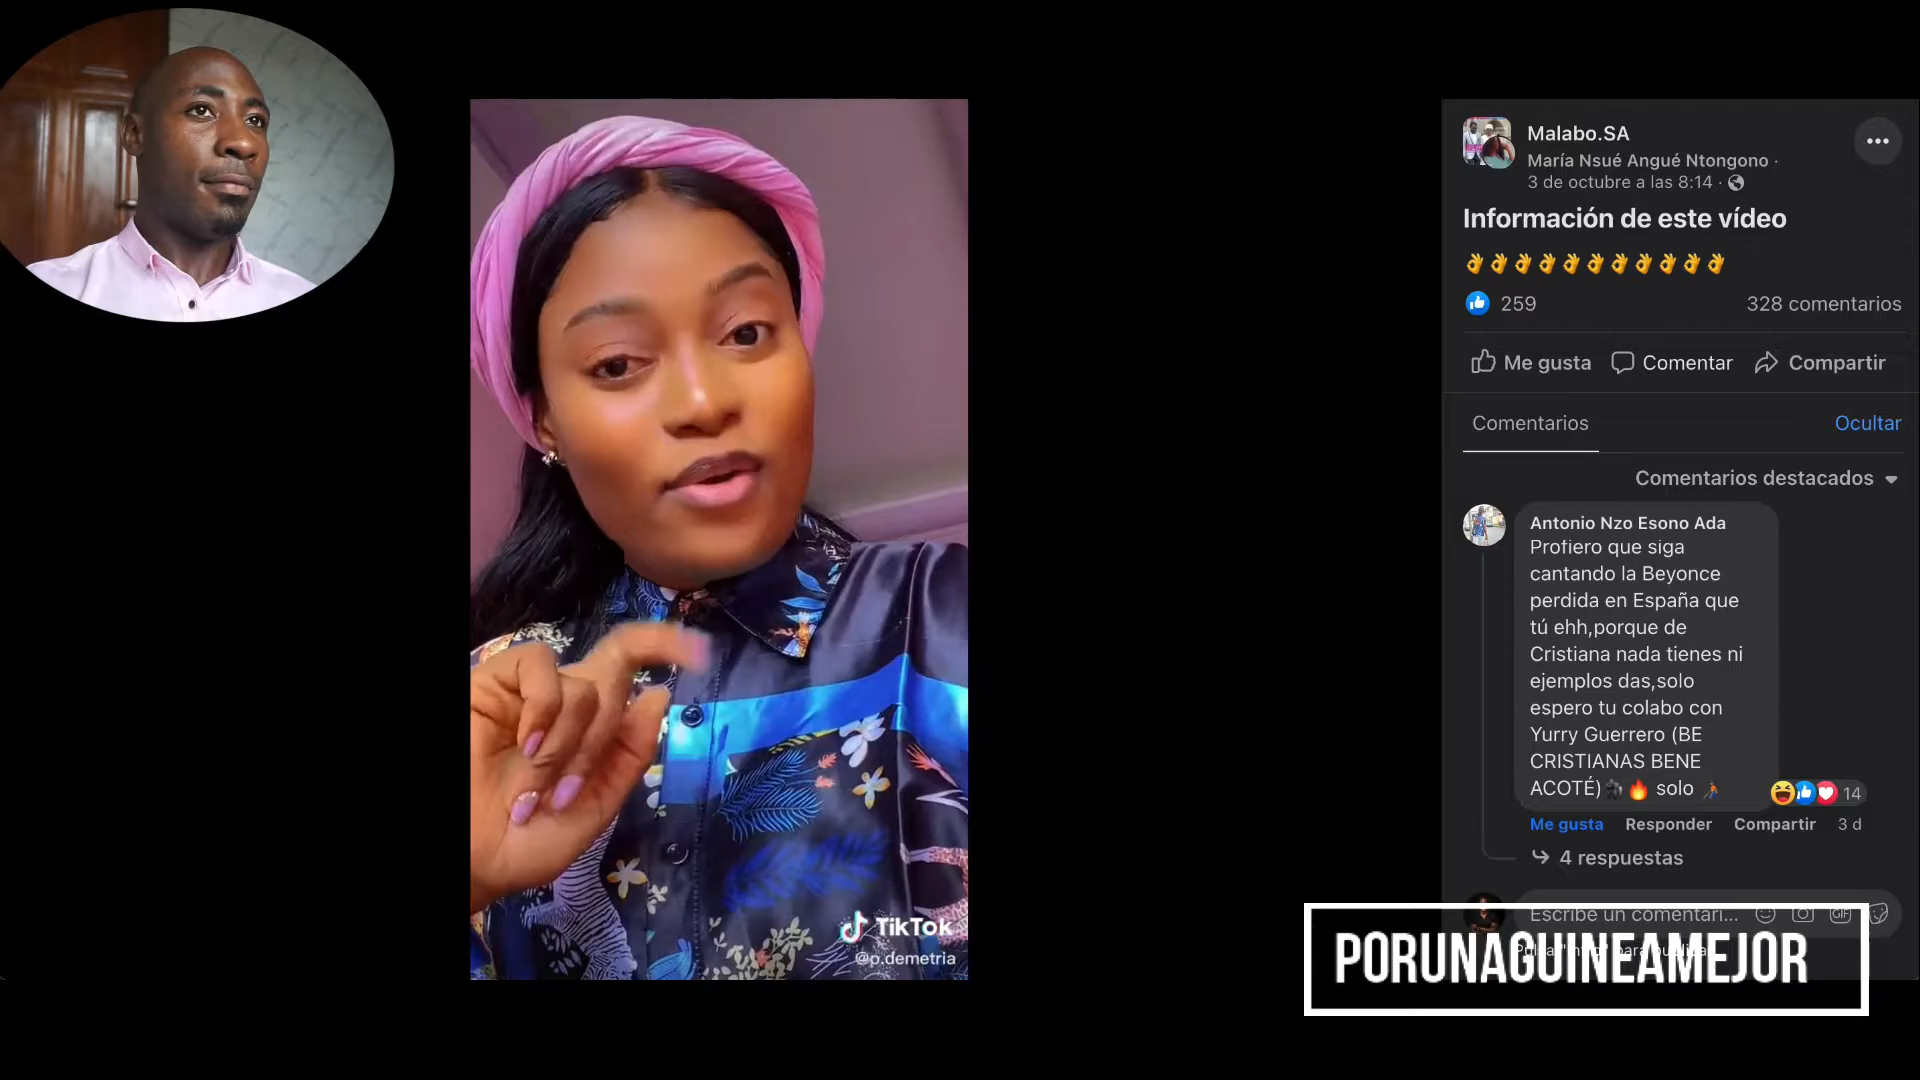 Malabo.SA
María Nsué Angué Ntongono ·
3 de octubre a las 8:14 ·
Información de este vídeo
👌👌👌👌👌👌👌👌👌👌👌
259
328 comentarios
Me gusta
Comentar
Compartir
Comentarios
Ocultar
Comentarios destacados
Antonio Nzo Esono Ada
Profiero que siga
cantando la Beyonce
perdida en España que
tú ehh,porque de
Cristiana nada tienes ni
ejemplos das,solo
espero tu colabo con
Yurry Guerrero (BE
CRISTIANAS BENE
ACOTÉ) 🔥 solo
14
Me gusta
Responder
Compartir
3 d
4 respuestas
Escribe un comentari...
GIF
PORUNAGUINEAMEJOR
TikTok
@p.demetria